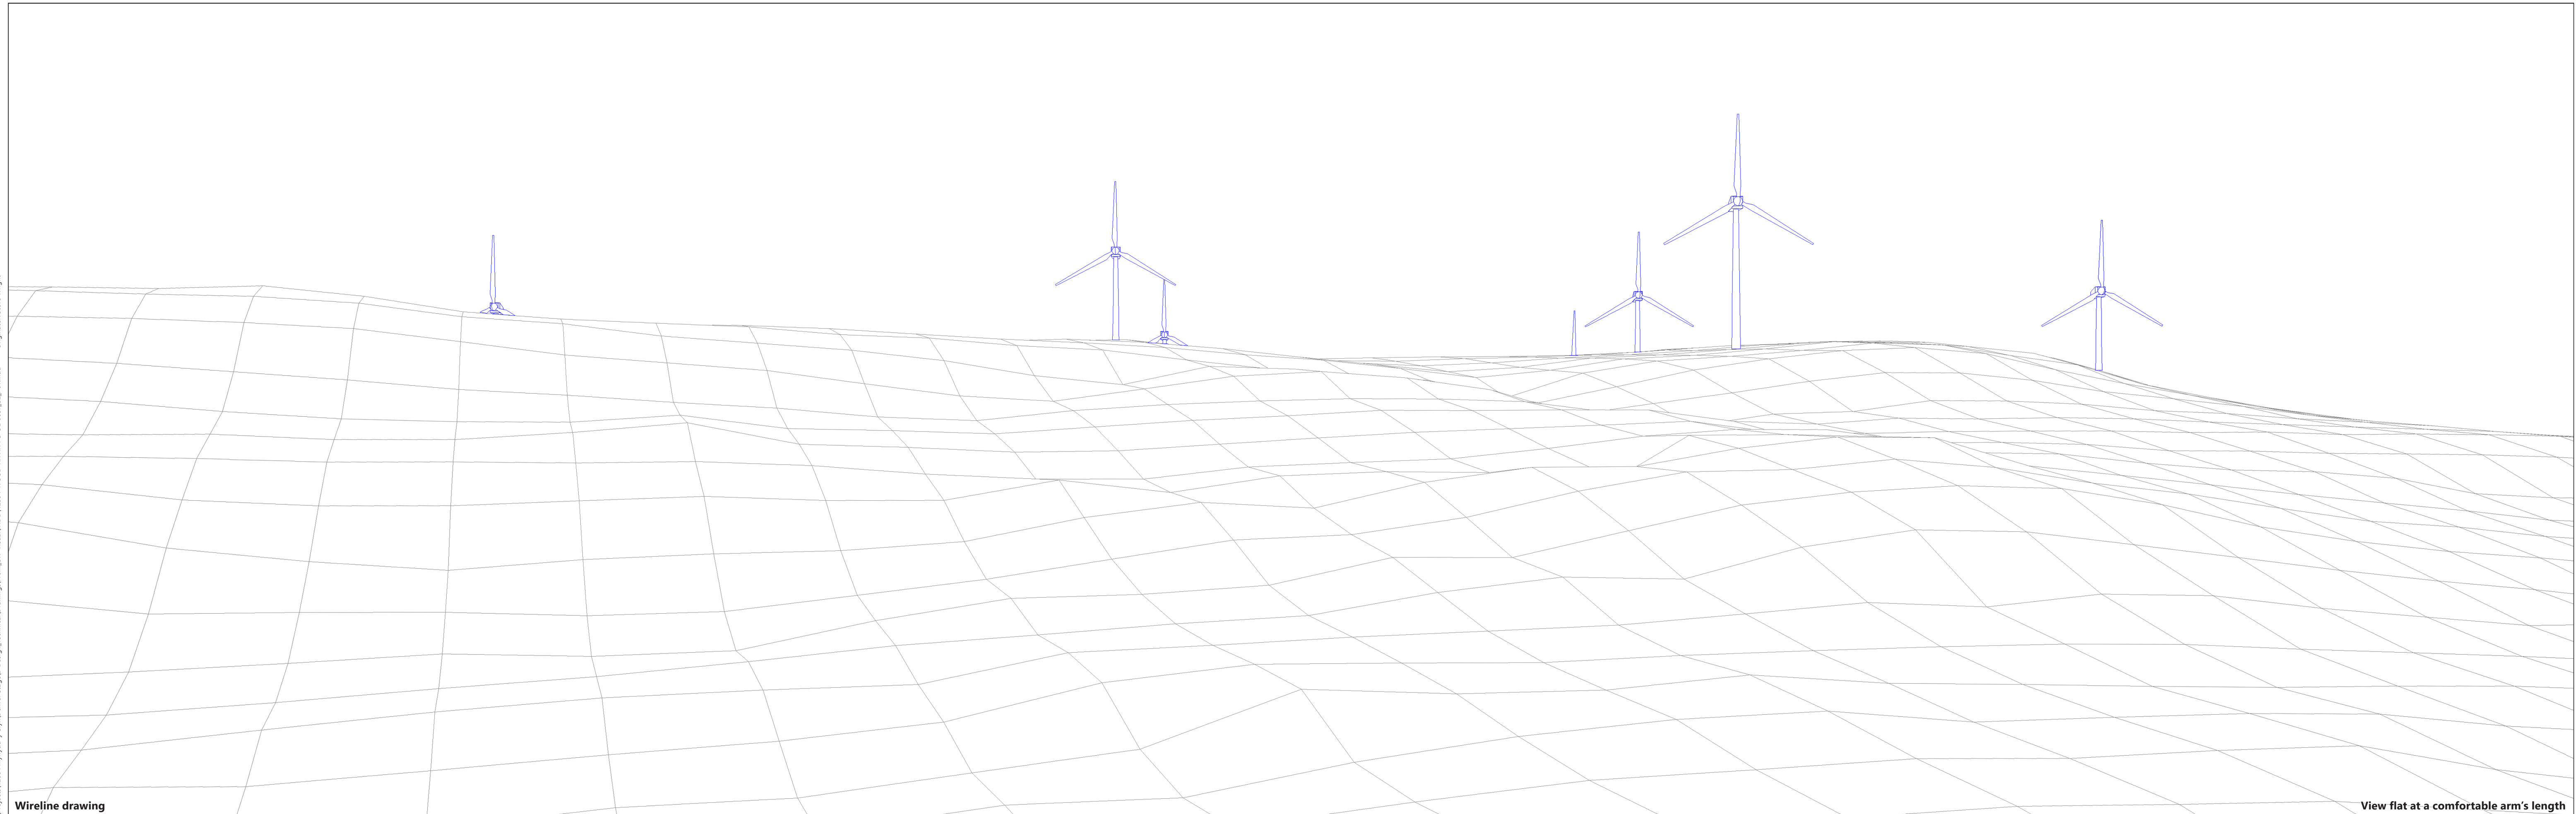 Wireline drawing
View flat at a comfortable arm's length